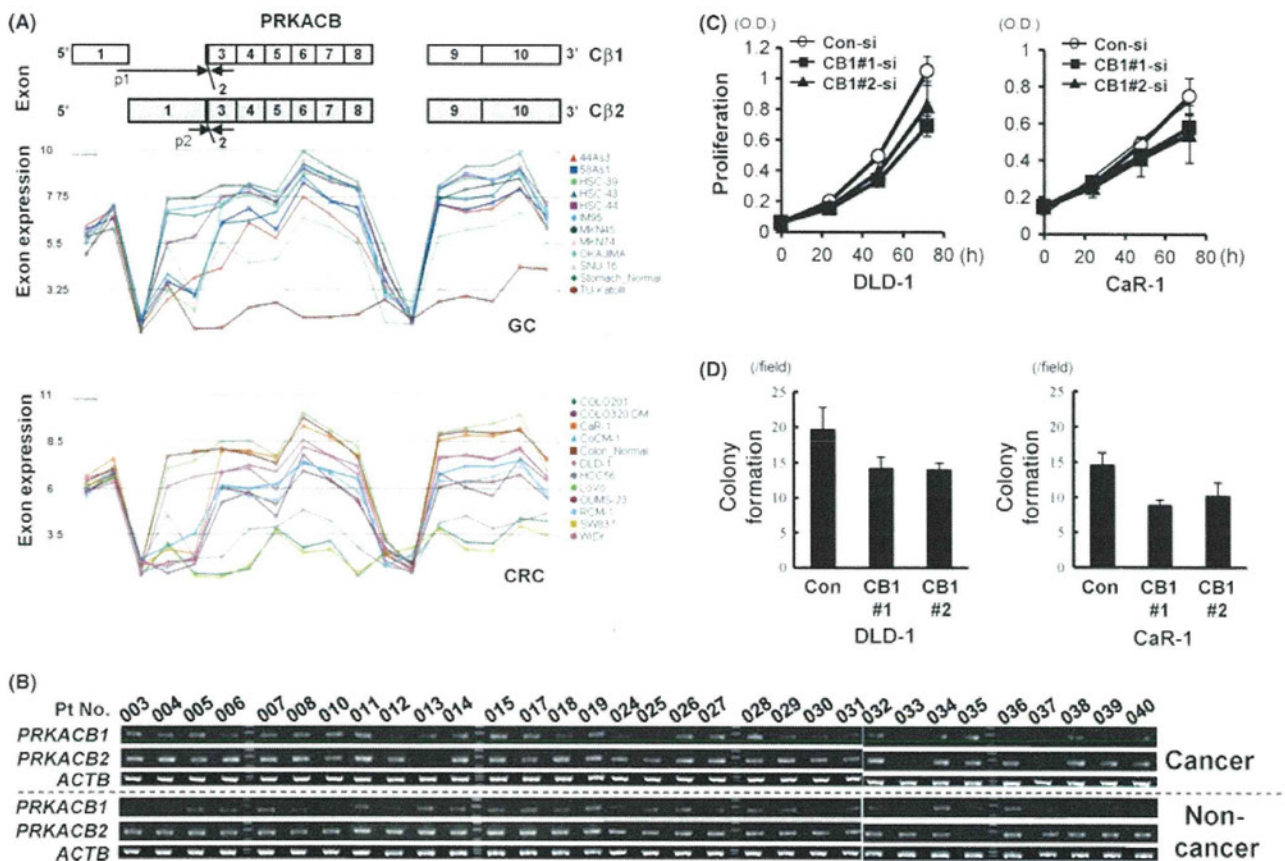 (A)
PRKACB
Exon
5' 1 3 4 5 6 7 8 9 10 3' Cβ1
p1
2
5' 1 3 4 5 6 7 8 9 10 3' Cβ2
p2
2
Exon expression
10
7.75
5.5
3.25
44As3
58As1
HSC-39
HSC-43
HSC-44
IM95
MKN45
MKN74
OKAJIMA
SNU-16
Stomach_Normal
TU-KatoIII
GC
Exon expression
11
8.5
6
3.5
COLO201
COLO320 DM
CaR-1
CoCM-1
Colon_Normal
DLD-1
HCC56
LoVo
OUMS-23
RCM-1
SW837
WiDr
CRC
(C)
(O.D.)
Proliferation
1.2
1
0.8
0.6
0.4
0.2
0
Con-si
CB1#1-si
CB1#2-si
0 20 40 60 80 (h)
DLD-1
(O.D.)
1
0.8
0.6
0.4
0.2
0
Con-si
CB1#1-si
CB1#2-si
0 20 40 60 80 (h)
CaR-1
(D)
(/field)
Colony formation
25
20
15
10
5
0
Con CB1 #1 CB1 #2
DLD-1
(/field)
Colony formation
25
20
15
10
5
0
Con CB1 #1 CB1 #2
CaR-1
(B)
Pt No. 003 004 005 006 007 008 010 011 012 013 014 015 017 018 019 024 025 026 027 028 029 030 031 032 033 034 035 036 037 038 039 040
PRKACB1
PRKACB2
ACTB
Cancer
PRKACB1
PRKACB2
ACTB
Non-cancer